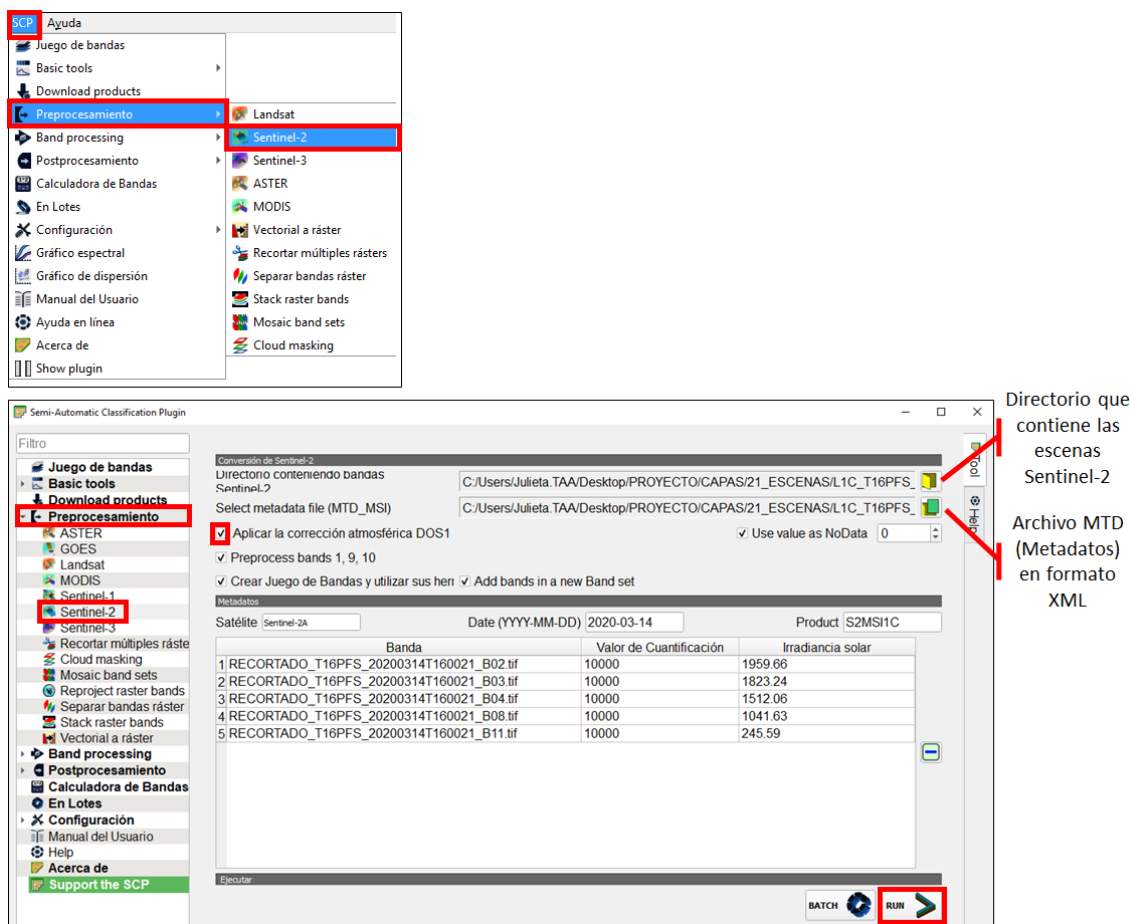 SCP Ayuda
Juego de bandas
Basic tools
Download products
Preprocesamiento
Band processing
Postprocesamiento
Calculadora de Bandas
En Lotes
Configuración
Gráfico espectral
Gráfico de dispersión
Manual del Usuario
Ayuda en línea
Acerca de
Show plugin
Landsat
Sentinel-2
Sentinel-3
ASTER
MODIS
Vectorial a ráster
Recortar múltiples rásters
Separar bandas ráster
Stack raster bands
Mosaic band sets
Cloud masking
Semi-Automatic Classification Plugin
Filtro
Juego de bandas
Basic tools
Download products
Preprocesamiento
ASTER
GOES
Landsat
MODIS
Sentinel-1
Sentinel-2
Sentinel-3
Recortar múltiples ráste
Cloud masking
Mosaic band sets
Reproject raster bands
Separar bandas ráster
Stack raster bands
Vectorial a ráster
Band processing
Postprocesamiento
Calculadora de Bandas
En Lotes
Configuración
Manual del Usuario
Help
Acerca de
Support the SCP
Conversión de Sentinel-2
Directorio conteniendo bandas
Sentinel-2
C:/Users/Julieta.TAA/Desktop/PROYECTO/CAPAS/21_ESCENAS/L1C_T16PFS_
Select metadata file (MTD_MSI)
C:/Users/Julieta.TAA/Desktop/PROYECTO/CAPAS/21_ESCENAS/L1C_T16PFS_
Aplicar la corrección atmosférica DOS1
Use value as NoData 0
Preprocess bands 1, 9, 10
Crear Juego de Bandas y utilizar sus herr Add bands in a new Band set
Metadatos
Satélite Sentinel-2A Date (YYYY-MM-DD) 2020-03-14 Product S2MSI1C
Banda Valor de Cuantificación Irradiancia solar
1 RECORTADO_T16PFS_20200314T160021_B02.tif 10000 1959.66
2 RECORTADO_T16PFS_20200314T160021_B03.tif 10000 1823.24
3 RECORTADO_T16PFS_20200314T160021_B04.tif 10000 1512.06
4 RECORTADO_T16PFS_20200314T160021_B08.tif 10000 1041.63
5 RECORTADO_T16PFS_20200314T160021_B11.tif 10000 245.59
Ejecutar
BATCH RUN
Tool
Help
Directorio que
contiene las
escenas
Sentinel-2
Archivo MTD
(Metadatos)
en formato
XML